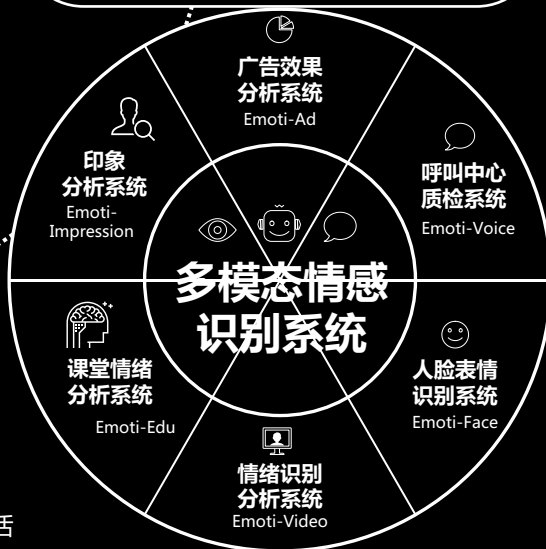 广告效果
分析系统
Emoti-Ad
印象
分析系统
Emoti-
Impression
呼叫中心
质检系统
Emoti-Voice
多模态情感
识别系统
课堂情绪
分析系统
Emoti-Edu
人脸表情
识别系统
Emoti-Face
情绪识别
分析系统
Emoti-Video
活